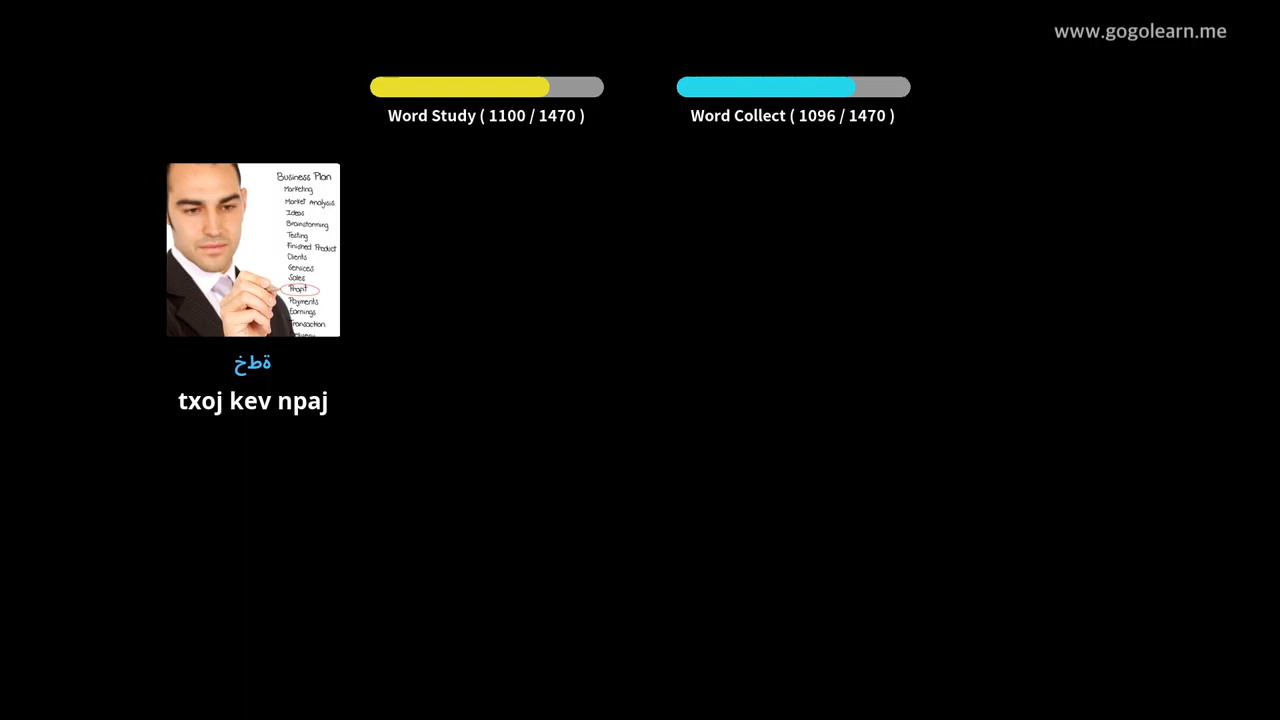 www.gogolearn.me
Word Study ( 1100 / 1470 )
Word Collect ( 1096 / 1470 )
Business Plan
Marketing
Market Analysis
Ideas
Brainstorming
Testing
Finished Product
Clients
Services
Sales
Profit
Payments
Earnings
Transaction
Delivery
خطة
txoj kev npaj